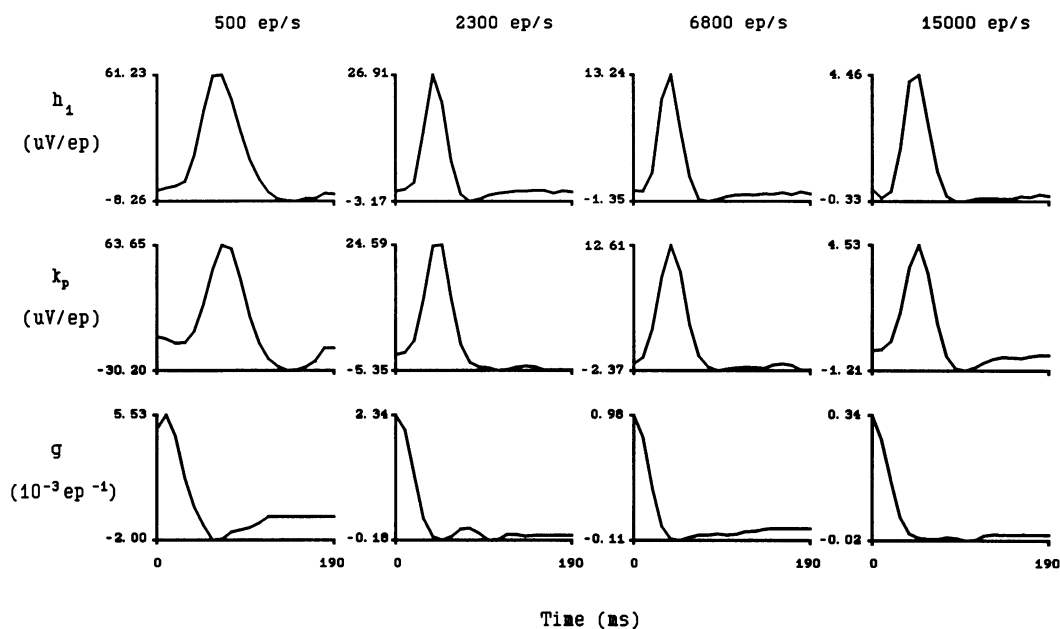 500 ep/s 2300 ep/s 6800 ep/s 15000 ep/s
61.23 26.91 13.24 4.46
h1
(uV/ep)
-8.26 -3.17 -1.35 -0.33
63.65 24.59 12.61 4.53
kp
(uV/ep)
-30.20 -5.35 -2.37 -1.21
5.53 2.34 0.98 0.34
g
(10-3ep-1)
-2.00 -0.18 -0.11 -0.02
0 190 0 190 0 190 0 190
Time (ms)